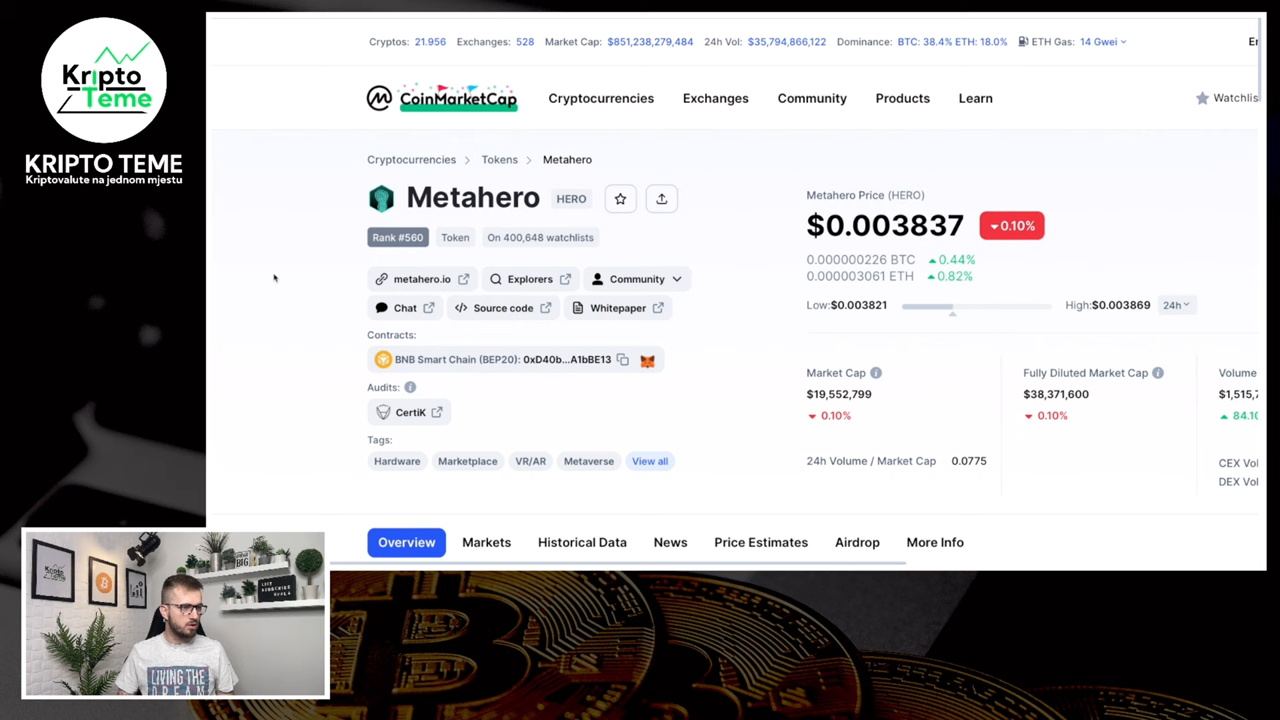 Kripto
Teme
KRIPTO TEME
Kriptovalute na jednom mjestu
Cryptos: 21.956 Exchanges: 528 Market Cap: $851,238,279,484 24h Vol: $35,794,866,122 Dominance: BTC: 38.4% ETH: 18.0% ETH Gas: 14 Gwei
CoinMarketCap Cryptocurrencies Exchanges Community Products Learn Watchlis
Cryptocurrencies > Tokens > Metahero
Metahero HERO
Rank #560 Token On 400,648 watchlists
metahero.io Explorers Community
Chat Source code Whitepaper
Contracts:
BNB Smart Chain (BEP20): 0xD40b...A1bBE13
Audits:
CertiK
Tags:
Hardware Marketplace VR/AR Metaverse View all
Metahero Price (HERO)
$0.003837 0.10%
0.000000226 BTC 0.44%
0.000003061 ETH 0.82%
Low:$0.003821 High:$0.003869 24h
Market Cap Fully Diluted Market Cap Volume
$19,552,799 $38,371,600 $1,515,7
0.10% 0.10% 84.10
24h Volume / Market Cap 0.0775
CEX Vol
DEX Vol
Overview Markets Historical Data News Price Estimates Airdrop More Info
BIG
LIVING THE
DREAM